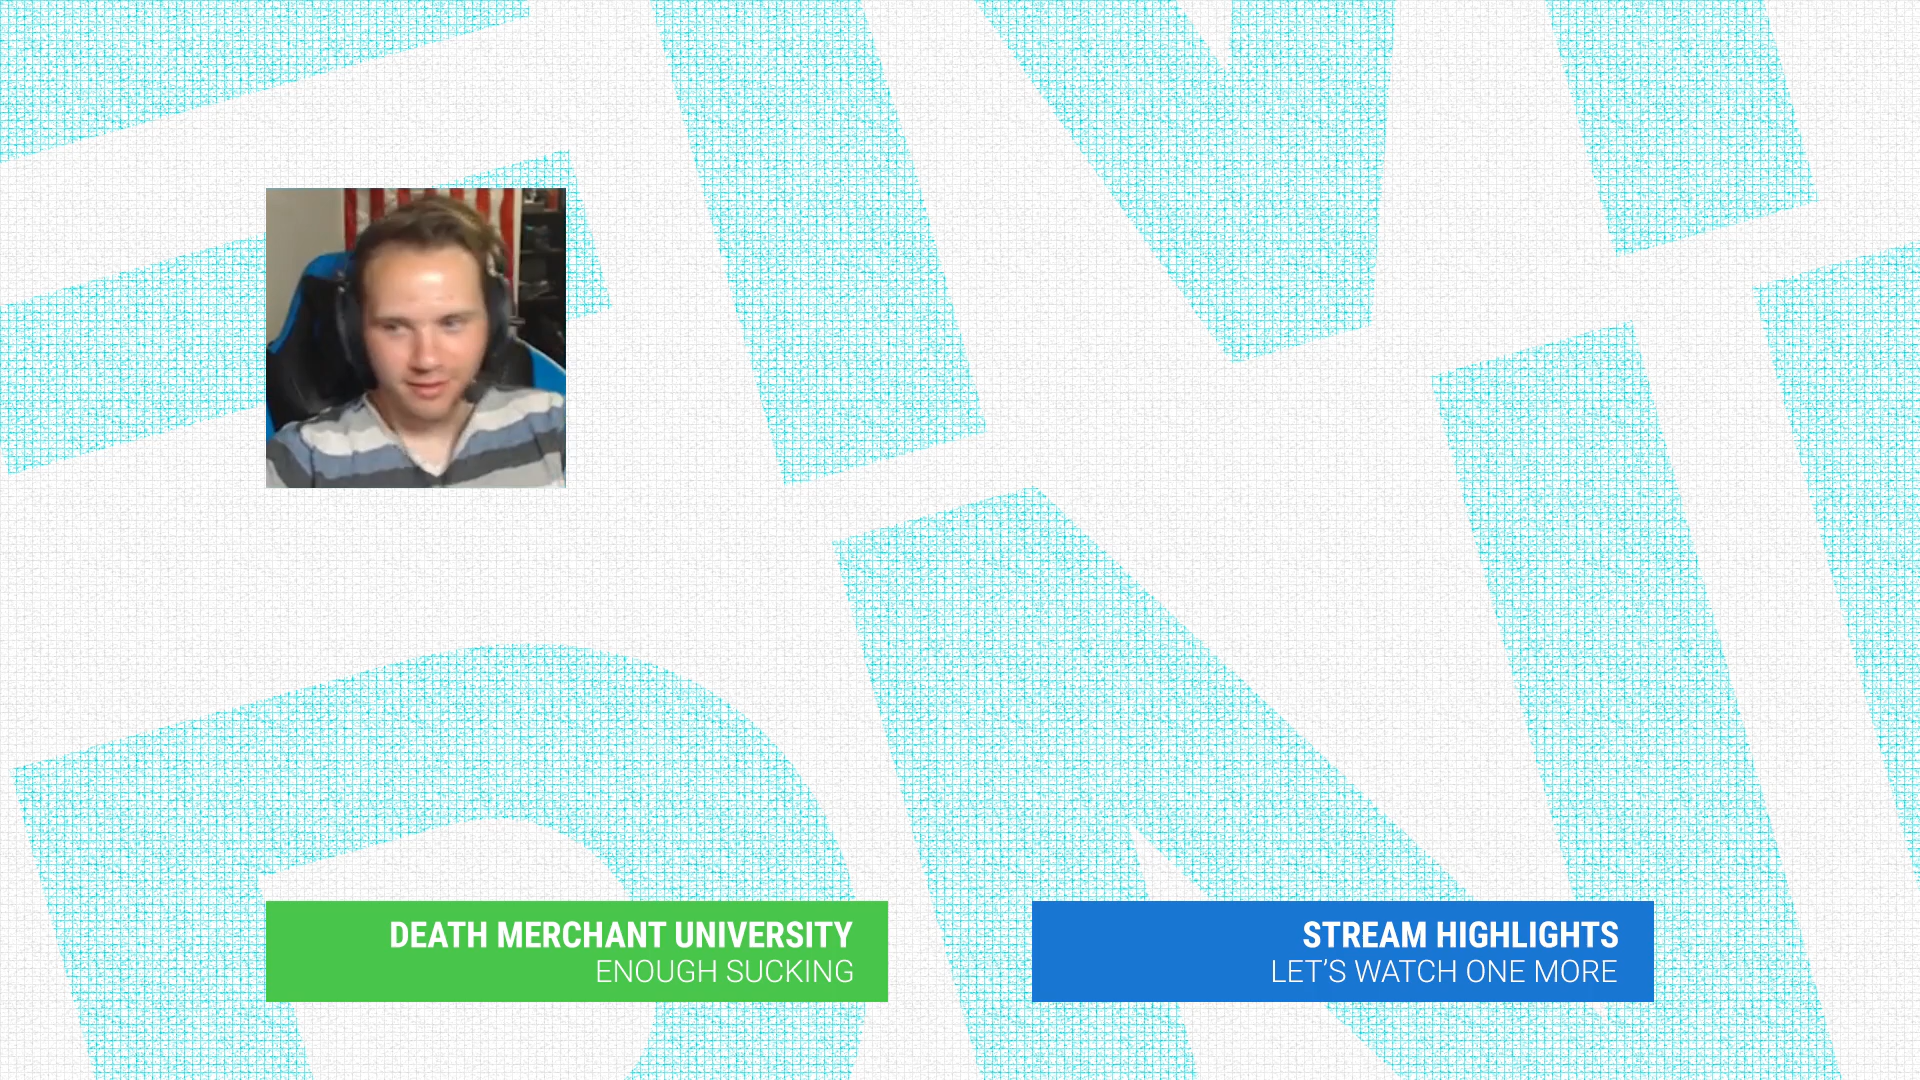 DEATH MERCHANT UNIVERSITY
ENOUGH SUCKING
STREAM HIGHLIGHTS
LET'S WATCH ONE MORE